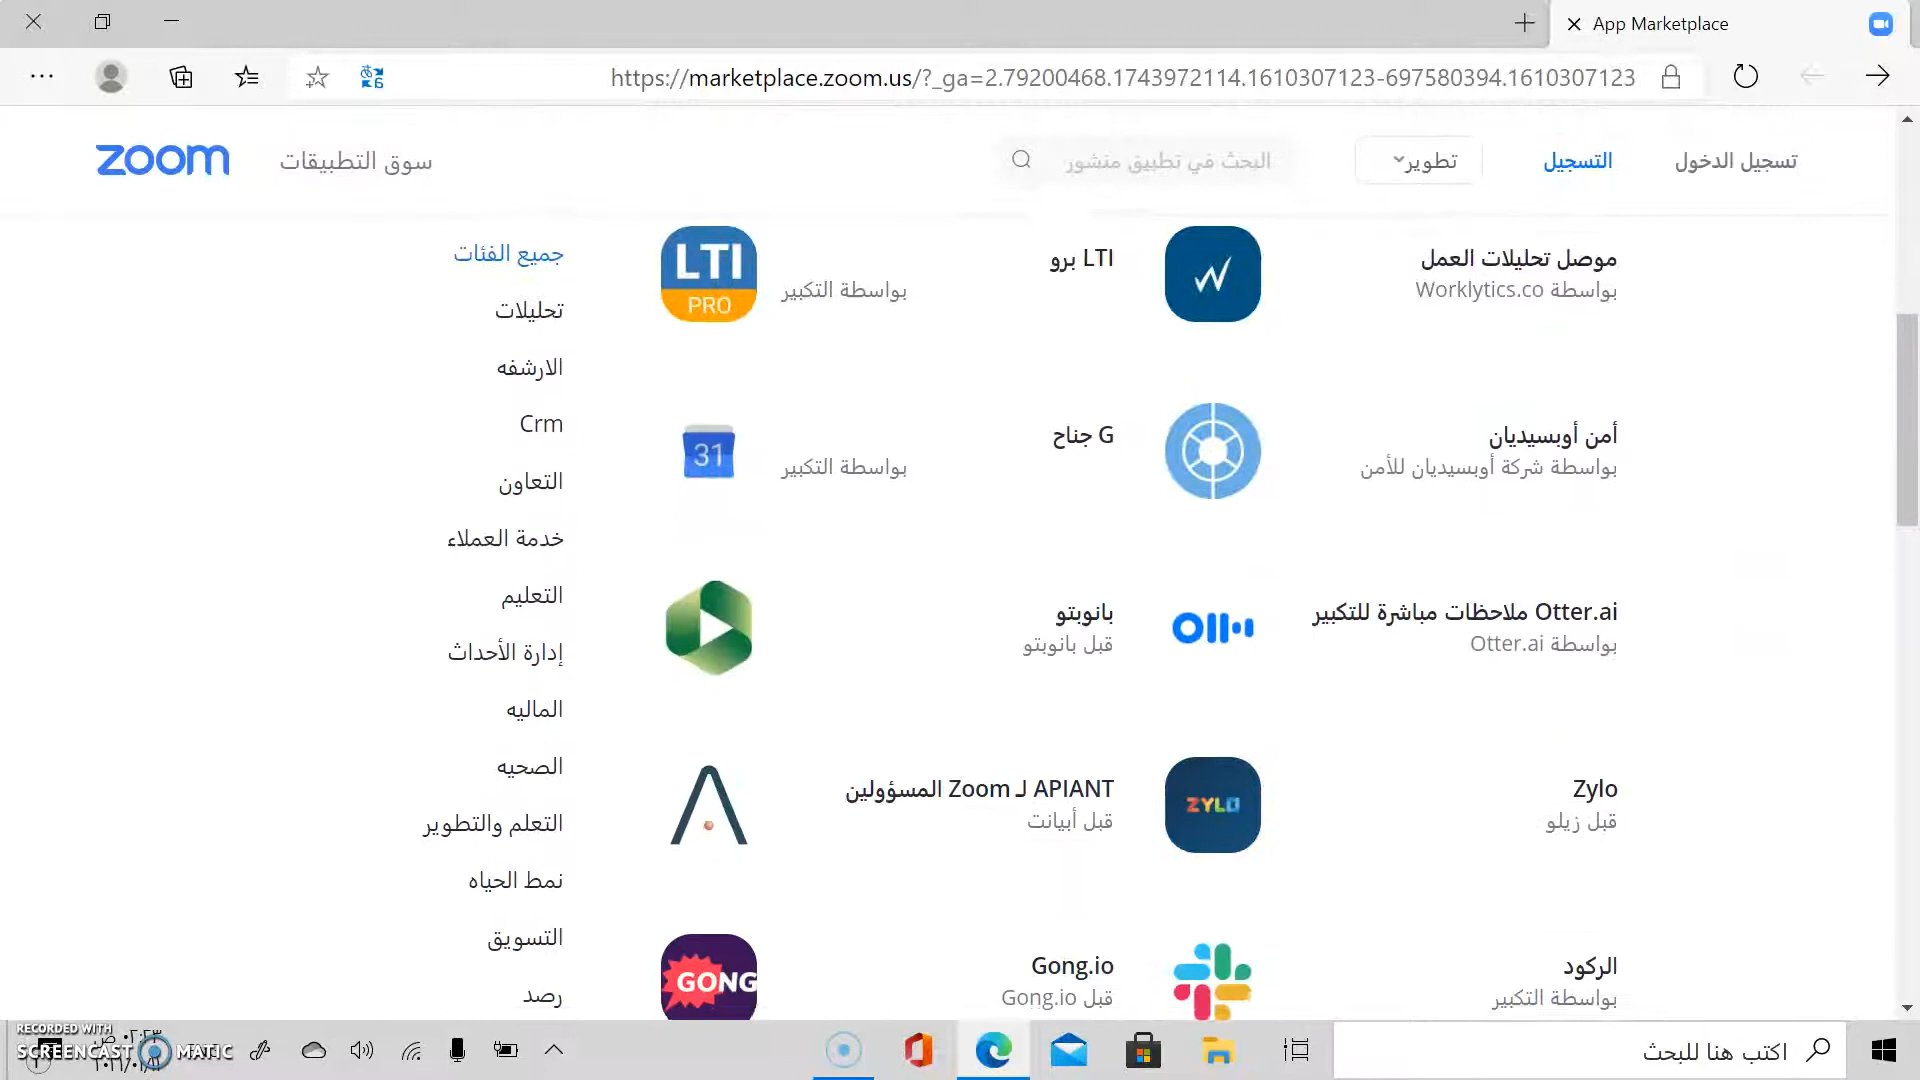 App Marketplace
https://marketplace.zoom.us/?_ga=2.79200468.1743972114.1610307123-697580394.1610307123
zoom
سوق التطبيقات
البحث في تطبيق منشور
تطوير
التسجيل
تسجيل الدخول
جميع الفئات
تحليلات
الارشفه
Crm
التعاون
خدمة العملاء
التعليم
إدارة الأحداث
الماليه
الصحيه
التعلم والتطوير
نمط الحياه
التسويق
رصد
موصل تحليلات العمل
بواسطة Worklytics.co
LTI
PRO
LTI برو
بواسطة التكبير
أمن أوبسيديان
بواسطة شركة أوبسيديان للأمن
31
G جناح
بواسطة التكبير
Otter.ai ملاحظات مباشرة للتكبير
بواسطة Otter.ai
بانوبتو
قبل بانوبتو
ZYLO
Zylo
قبل زيلو
APIANT لـ Zoom المسؤولين
قبل أبيانت
الركود
بواسطة التكبير
GONG
Gong.io
قبل Gong.io
RECORDED WITH
SCREENCAST MATIC
اكتب هنا للبحث